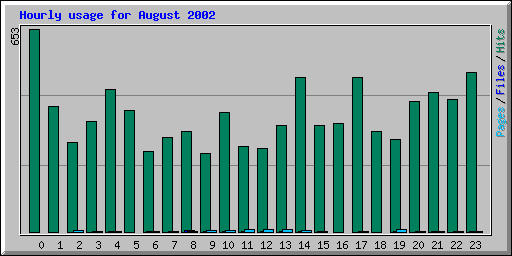 Hourly usage for August 2002
653
Pages/Files/Hits
0 1 2 3 4 5 6 7 8 9 10 11 12 13 14 15 16 17 18 19 20 21 22 23